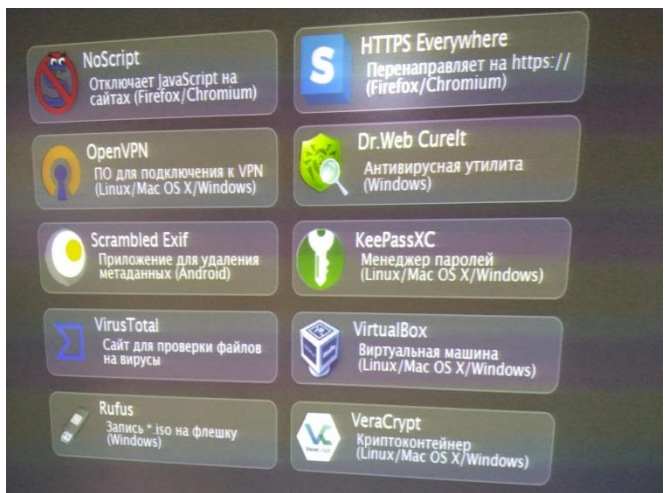 NoScript
Отключает JavaScript на
сайтах (Firefox/Chromium)
HTTPS Everywhere
Перенаправляет на https://
(Firefox/Chromium)
OpenVPN
ПО для подключения к VPN
(Linux/Mac OS X/Windows)
Dr.Web CureIt
Антивирусная утилита
(Windows)
Scrambled Exif
Приложение для удаления
метаданных (Android)
KeePassXC
Менеджер паролей
(Linux/Mac OS X/Windows)
VirusTotal
Сайт для проверки файлов
на вирусы
VirtualBox
Виртуальная машина
(Linux/Mac OS X/Windows)
Rufus
Запись *.iso на флешку
(Windows)
VeraCrypt
Криптоконтейнер
(Linux/Mac OS X/Windows)